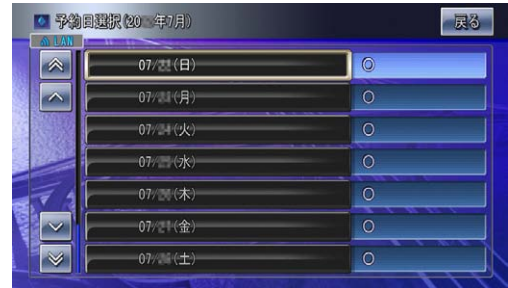 予約日選択(20 年7月)
戻る
LAN
07/ (日) ○
07/ (月) ○
07/ (火) ○
07/ (水) ○
07/ (木) ○
07/ (金) ○
07/ (土) ○